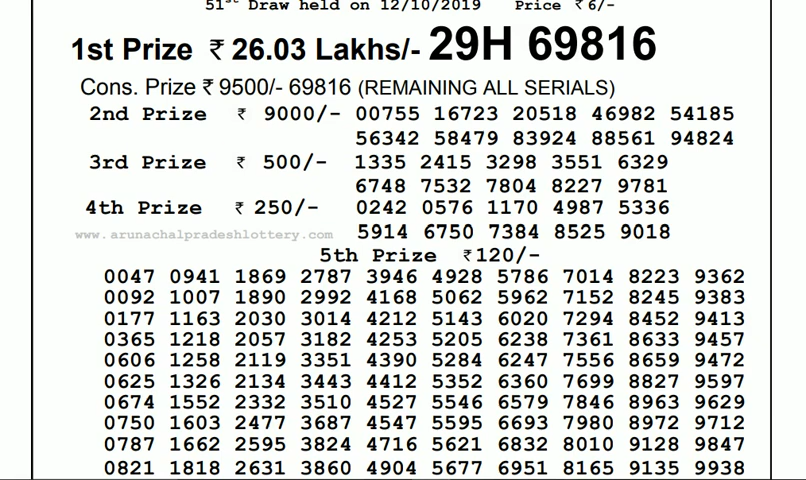 51st Draw held on 12/10/2019 Price ₹6/-
1st Prize ₹ 26.03 Lakhs/- 29H 69816
Cons. Prize ₹ 9500/- 69816 (REMAINING ALL SERIALS)
2nd Prize ₹ 9000/- 00755 16723 20518 46982 54185
56342 58479 83924 88561 94824
3rd Prize ₹ 500/- 1335 2415 3298 3551 6329
6748 7532 7804 8227 9781
4th Prize ₹ 250/- 0242 0576 1170 4987 5336
www.arunachalpradeshlottery.com 5914 6750 7384 8525 9018
5th Prize ₹120/-
0047 0941 1869 2787 3946 4928 5786 7014 8223 9362
0092 1007 1890 2992 4168 5062 5962 7152 8245 9383
0177 1163 2030 3014 4212 5143 6020 7294 8452 9413
0365 1218 2057 3182 4253 5205 6238 7361 8633 9457
0606 1258 2119 3351 4390 5284 6247 7556 8659 9472
0625 1326 2134 3443 4412 5352 6360 7699 8827 9597
0674 1552 2332 3510 4527 5546 6579 7846 8963 9629
0750 1603 2477 3687 4547 5595 6693 7980 8972 9712
0787 1662 2595 3824 4716 5621 6832 8010 9128 9847
0821 1818 2631 3860 4904 5677 6951 8165 9135 9938